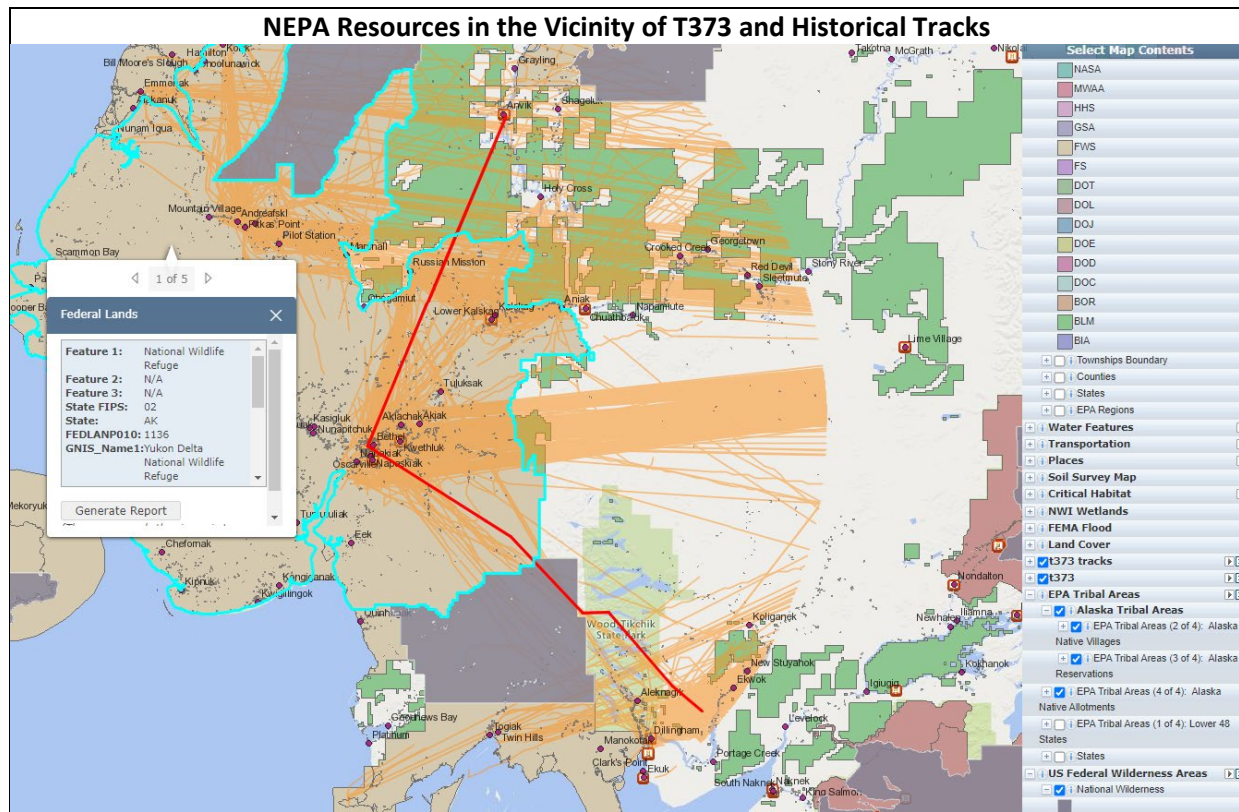 NEPA Resources in the Vicinity of T373 and Historical Tracks
Hamilton
Bill Moore's Slough
Emmonak
Alakanuk
Nunam Iqua
Grayling
Anvik
Shageluk
Takotna
McGrath
Nikolai
Holy Cross
Mountain Village
Andreafski
Pitkas Point
Pilot Station
Marshall
Scammon Bay
Russian Mission
Ohogamiut
Crooked Creek
Georgetown
Red Devil
Sleetmute
Stony River
Lower Kalskag
Aniak
Napaimute
Chuathbaluk
Lime Village
Tuluksak
Kasigluk
Nunapitchuk
Akiachak
Akiak
Bethel
Kwethluk
Napakiak
Oscarville
Napaskiak
Mekoryuk
Eek
Chefornak
Kipnuk
Kongiganak
Kwigillingok
Quinhagak
Wood-Tikchik
State Park
Koliganek
New Stuyahok
Ekwok
Aleknagik
Nondalton
Iliamna
Newhalen
Kokhanok
Igiugig
Goodnews Bay
Platinum
Togiak
Twin Hills
Manokotak
Dillingham
Clark's Point
Ekuk
Levelock
Portage Creek
South Naknek
Naknek
King Salmon
1 of 5
Federal Lands
Feature 1: National Wildlife
Refuge
Feature 2: N/A
Feature 3: N/A
State FIPS: 02
State: AK
FEDLANP010: 1136
GNIS_Name1: Yukon Delta
National Wildlife
Refuge
Generate Report
Select Map Contents
NASA
MWAA
HHS
GSA
FWS
FS
DOT
DOL
DOJ
DOE
DOD
DOC
BOR
BLM
BIA
Townships Boundary
Counties
States
EPA Regions
Water Features
Transportation
Places
Soil Survey Map
Critical Habitat
NWI Wetlands
FEMA Flood
Land Cover
t373 tracks
t373
EPA Tribal Areas
Alaska Tribal Areas
EPA Tribal Areas (2 of 4): Alaska
Native Villages
EPA Tribal Areas (3 of 4): Alaska
Reservations
EPA Tribal Areas (4 of 4): Alaska
Native Allotments
EPA Tribal Areas (1 of 4): Lower 48
States
States
US Federal Wilderness Areas
National Wilderness